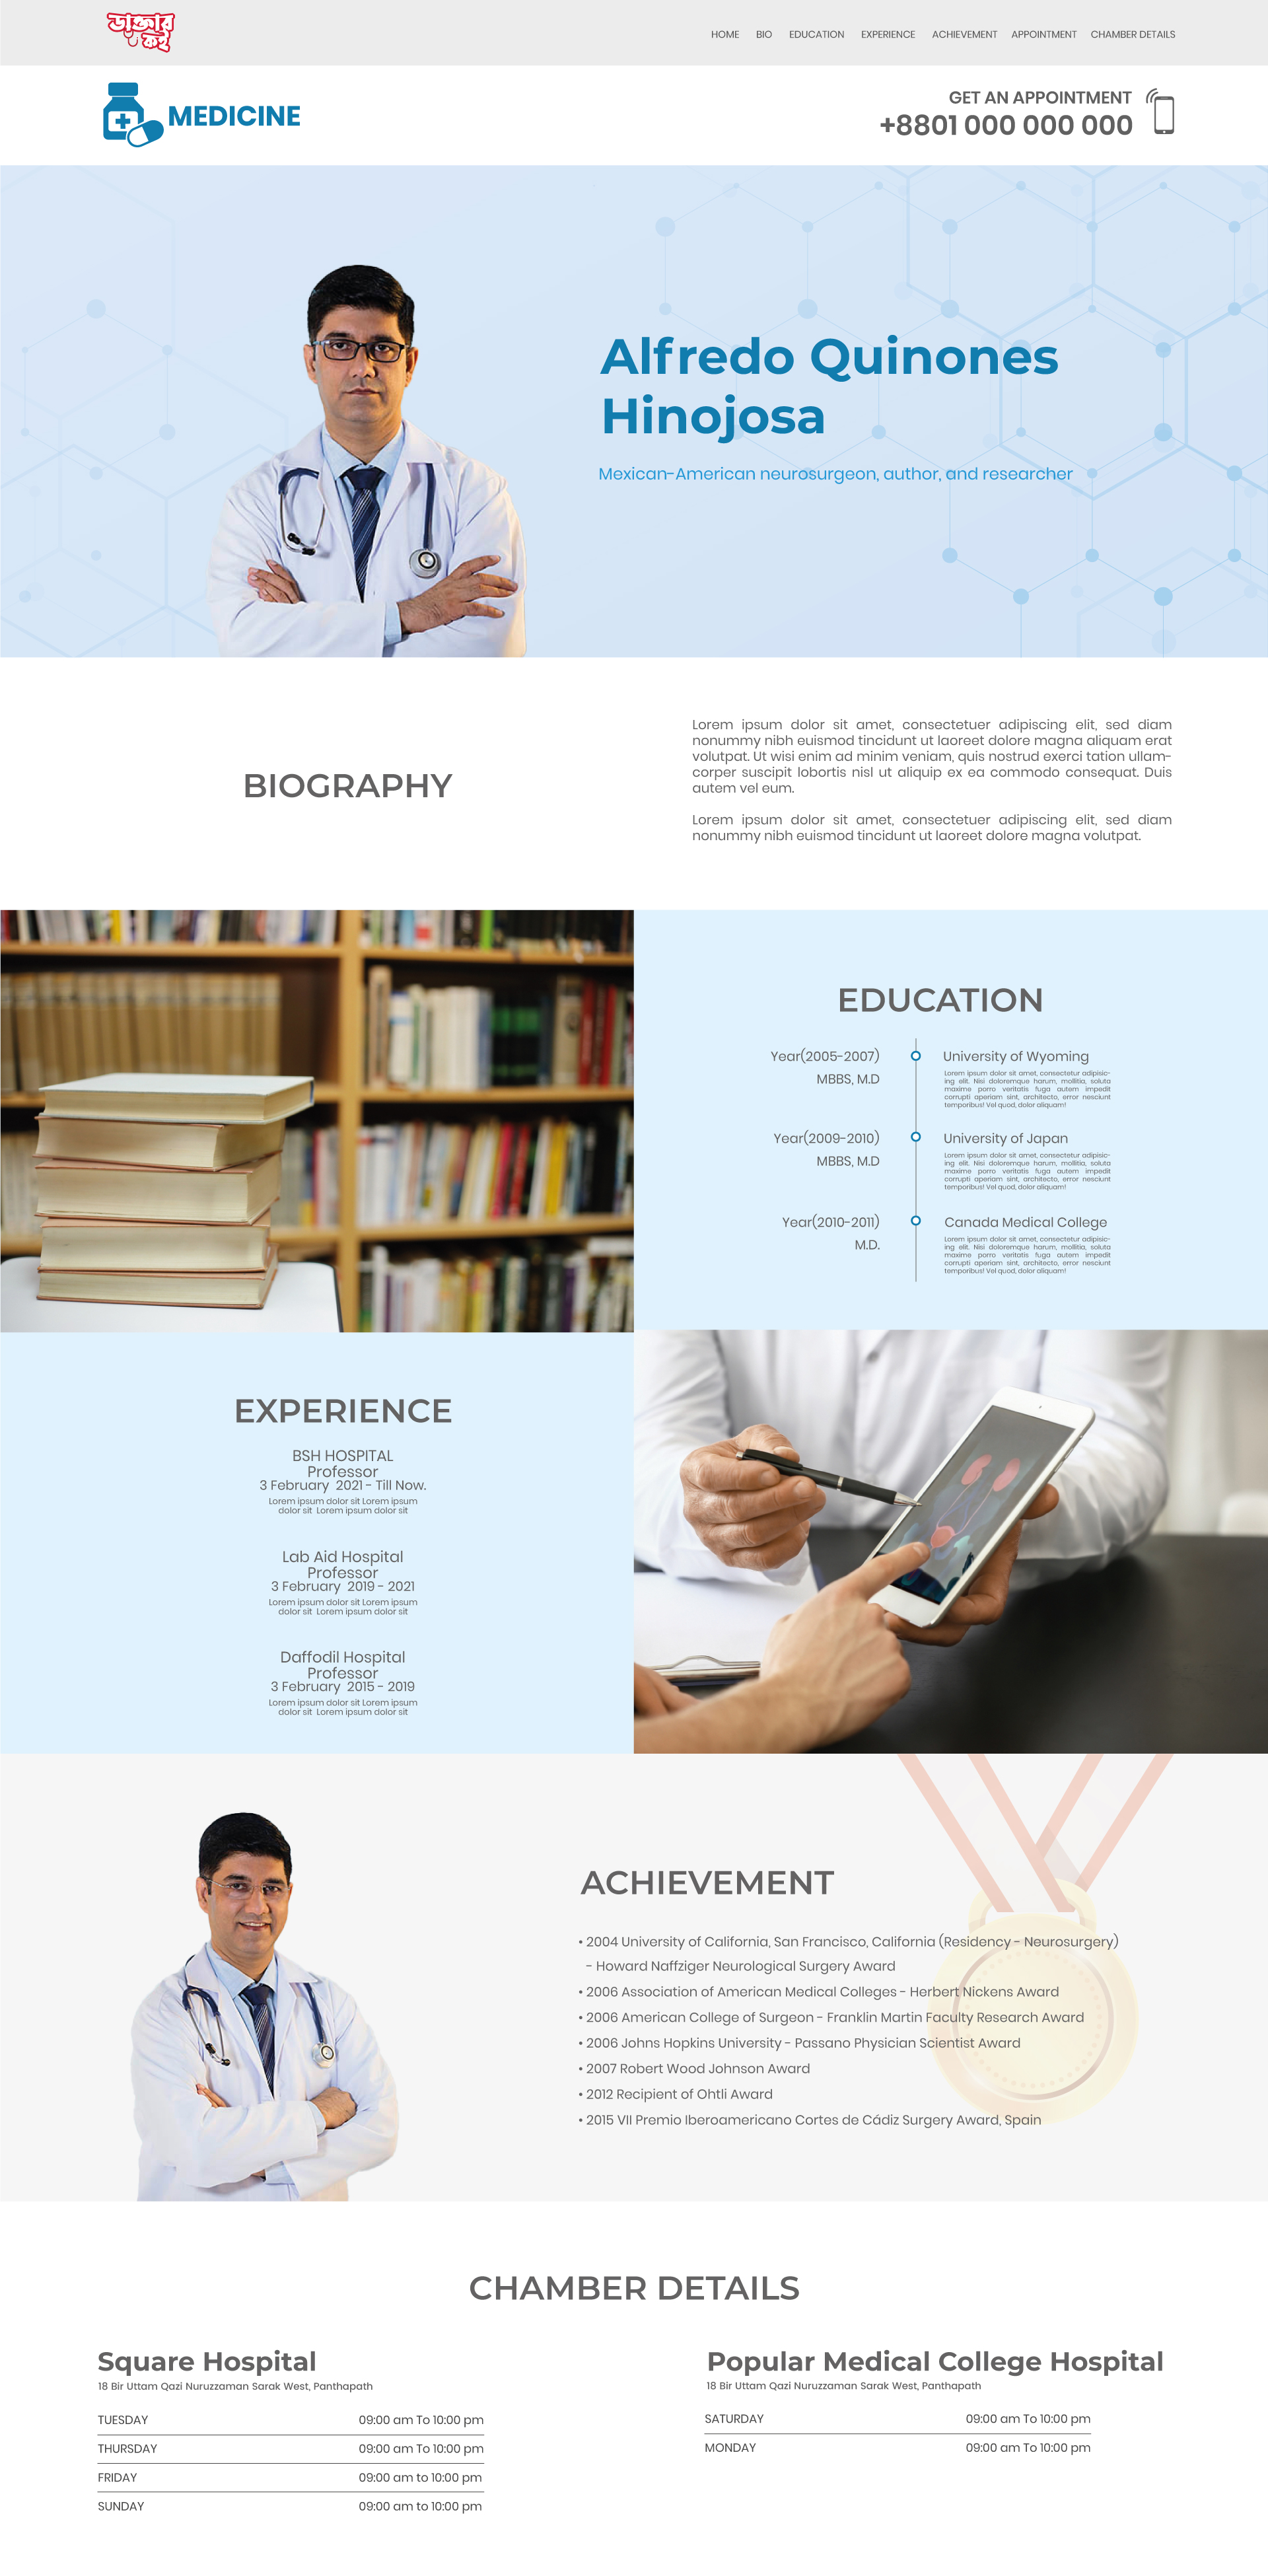 ডাক্তার
কই
HOME BIO EDUCATION EXPERIENCE ACHIEVEMENT APPOINTMENT CHAMBER DETAILS
MEDICINE
GET AN APPOINTMENT
+8801 000 000 000
Alfredo Quinones
Hinojosa
Mexican-American neurosurgeon, author, and researcher
BIOGRAPHY
Lorem ipsum dolor sit amet, consectetuer adipiscing elit, sed diam
nonummy nibh euismod tincidunt ut laoreet dolore magna aliquam erat
volutpat. Ut wisi enim ad minim veniam, quis nostrud exerci tation ullam-
corper suscipit lobortis nisl ut aliquip ex ea commodo consequat. Duis
autem vel eum.
Lorem ipsum dolor sit amet, consectetuer adipiscing elit, sed diam
nonummy nibh euismod tincidunt ut laoreet dolore magna volutpat.
EDUCATION
Year(2005-2007)
MBBS, M.D
University of Wyoming
Lorem ipsum dolor sit amet, consectetur adipisic-
ing elit. Nisi doloremque harum, mollitia, soluta
maxime porro veritatis fuga autem impedit
corrupti aperiam sint, architecto, error nesciunt
temporibus! Vel quod, dolor aliquam!
Year(2009-2010)
MBBS, M.D
University of Japan
Lorem ipsum dolor sit amet, consectetur adipisic-
ing elit. Nisi doloremque harum, mollitia, soluta
maxime porro veritatis fuga autem impedit
corrupti aperiam sint, architecto, error nesciunt
temporibus! Vel quod, dolor aliquam!
Year(2010-2011)
M.D.
Canada Medical College
Lorem ipsum dolor sit amet, consectetur adipisic-
ing elit. Nisi doloremque harum, mollitia, soluta
maxime porro veritatis fuga autem impedit
corrupti aperiam sint, architecto, error nesciunt
temporibus! Vel quod, dolor aliquam!
EXPERIENCE
BSH HOSPITAL
Professor
3 February 2021 - Till Now.
Lorem ipsum dolor sit Lorem ipsum
dolor sit Lorem ipsum dolor sit
Lab Aid Hospital
Professor
3 February 2019 - 2021
Lorem ipsum dolor sit Lorem ipsum
dolor sit Lorem ipsum dolor sit
Daffodil Hospital
Professor
3 February 2015 - 2019
Lorem ipsum dolor sit Lorem ipsum
dolor sit Lorem ipsum dolor sit
ACHIEVEMENT
• 2004 University of California, San Francisco, California (Residency - Neurosurgery)
- Howard Naffziger Neurological Surgery Award
• 2006 Association of American Medical Colleges - Herbert Nickens Award
• 2006 American College of Surgeon - Franklin Martin Faculty Research Award
• 2006 Johns Hopkins University - Passano Physician Scientist Award
• 2007 Robert Wood Johnson Award
• 2012 Recipient of Ohtli Award
• 2015 VII Premio Iberoamericano Cortes de Cádiz Surgery Award, Spain
CHAMBER DETAILS
Square Hospital
18 Bir Uttam Qazi Nuruzzaman Sarak West, Panthapath
TUESDAY 09:00 am To 10:00 pm
THURSDAY 09:00 am To 10:00 pm
FRIDAY 09:00 am to 10:00 pm
SUNDAY 09:00 am to 10:00 pm
Popular Medical College Hospital
18 Bir Uttam Qazi Nuruzzaman Sarak West, Panthapath
SATURDAY 09:00 am To 10:00 pm
MONDAY 09:00 am To 10:00 pm